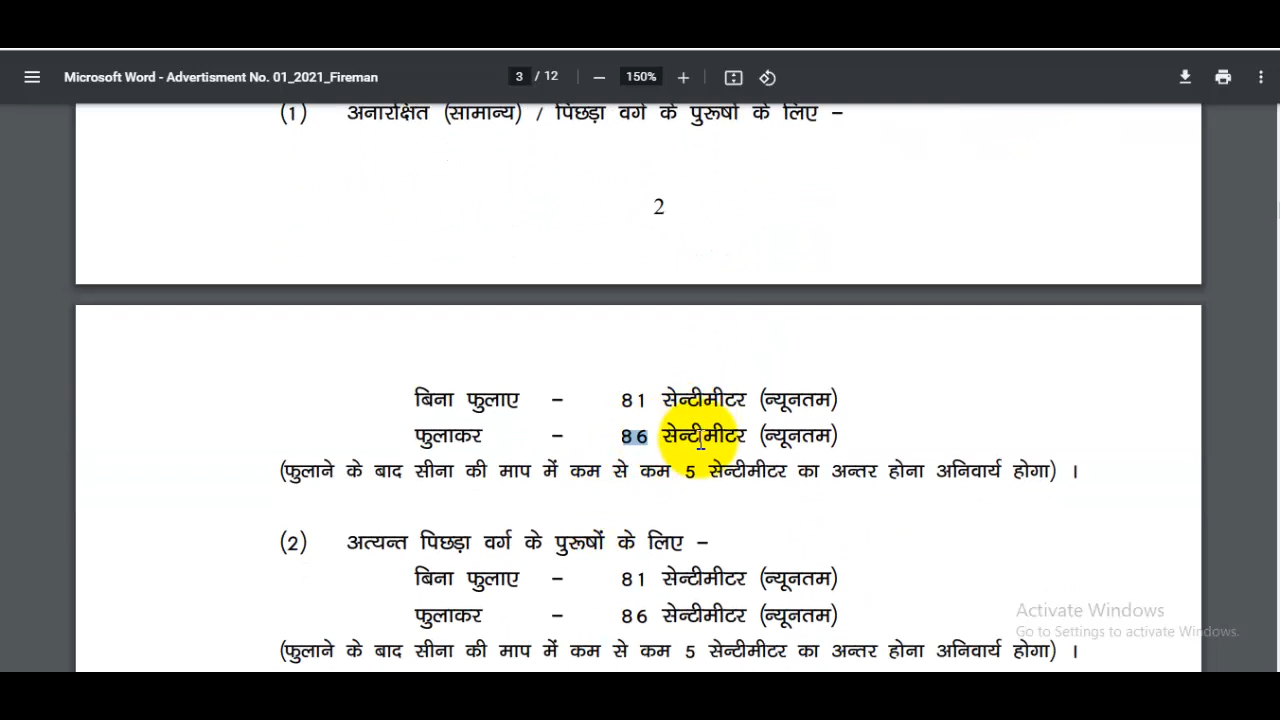 Microsoft Word - Advertisment No. 01_2021_Fireman
3 / 12
150%
(1) अनारक्षित (सामान्य) / पिछड़ा वर्ग के पुरूषों के लिए –
2
बिना फुलाए – 81 सेन्टीमीटर (न्यूनतम)
फुलाकर – 86 सेन्टीमीटर (न्यूनतम)
(फुलाने के बाद सीना की माप में कम से कम 5 सेन्टीमीटर का अन्तर होना अनिवार्य होगा) ।
(2) अत्यन्त पिछड़ा वर्ग के पुरूषों के लिए –
बिना फुलाए – 81 सेन्टीमीटर (न्यूनतम)
फुलाकर – 86 सेन्टीमीटर (न्यूनतम)
(फुलाने के बाद सीना की माप में कम से कम 5 सेन्टीमीटर का अन्तर होना अनिवार्य होगा) ।
Activate Windows
Go to Settings to activate Windows.